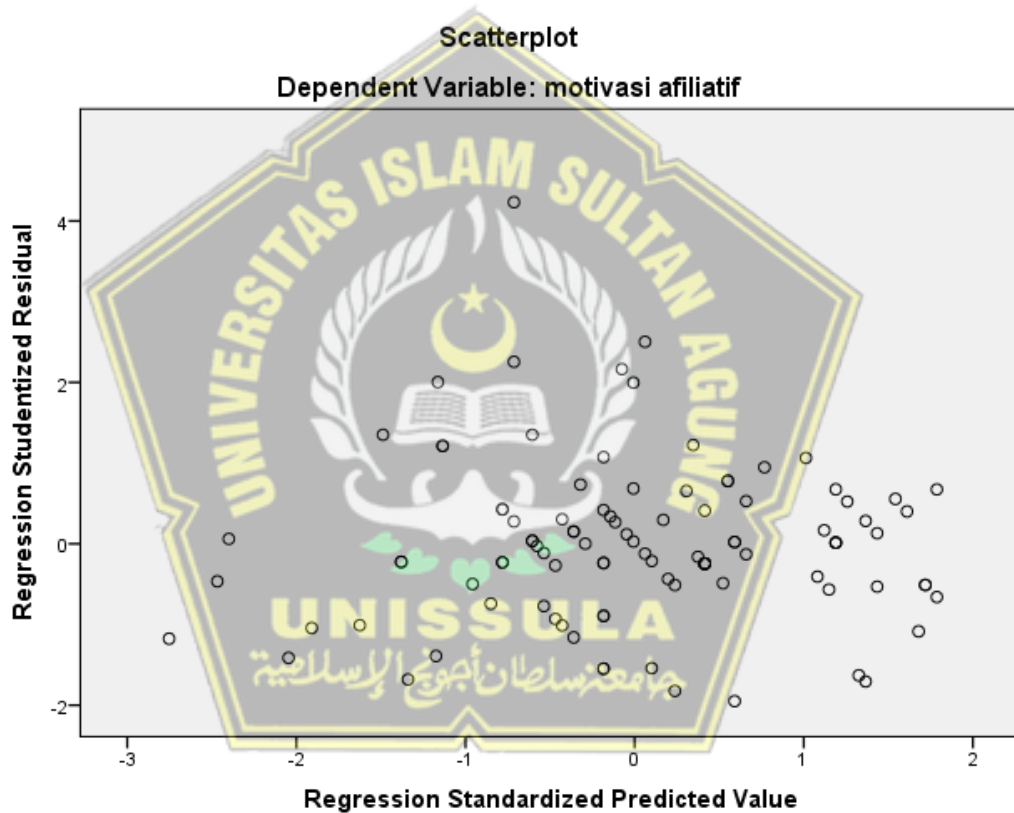 Scatterplot
Dependent Variable: motivasi afiliatif
UNIVERSITAS ISLAM SULTAN AGUNG
UNISSULA
جامعة سلطان أجونج الإسلامية
Regression Studentized Residual
4
2
0
-2
-3
-2
-1
0
1
2
Regression Standardized Predicted Value